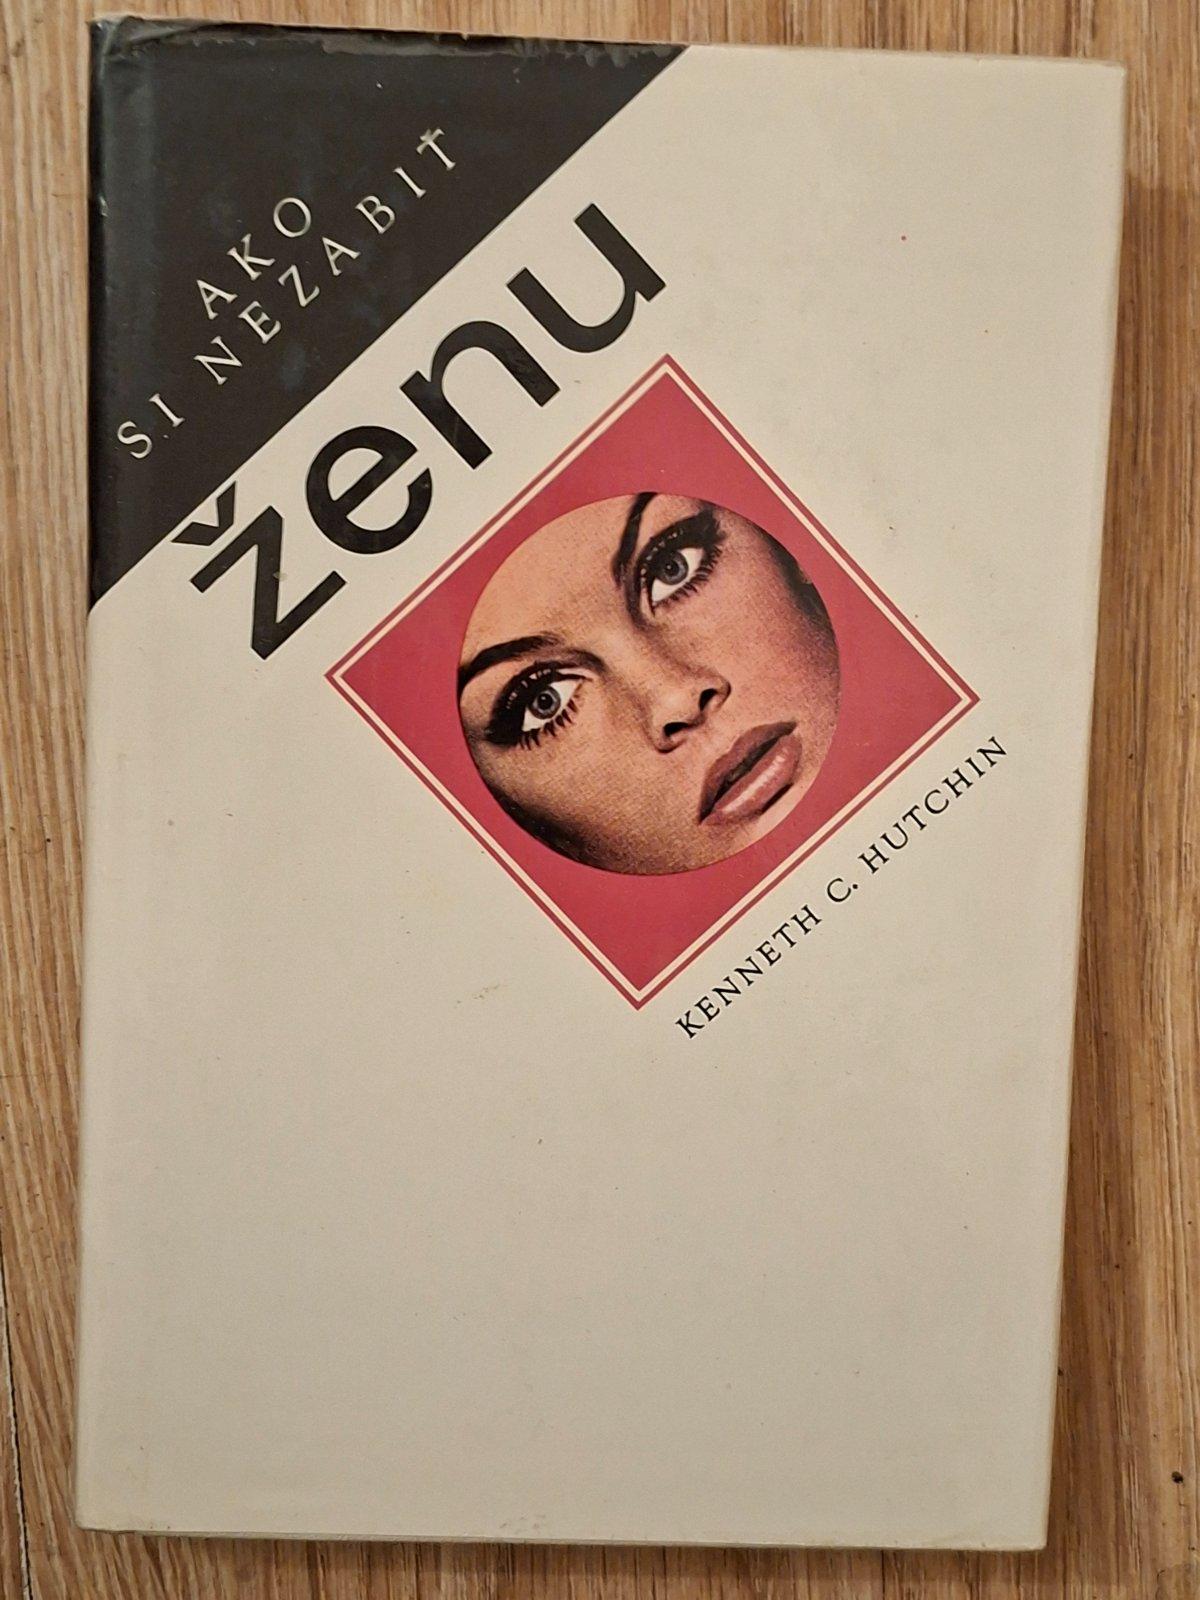 AKO
SI NEZABIŤ
ženu
KENNETH C. HUTCHIN